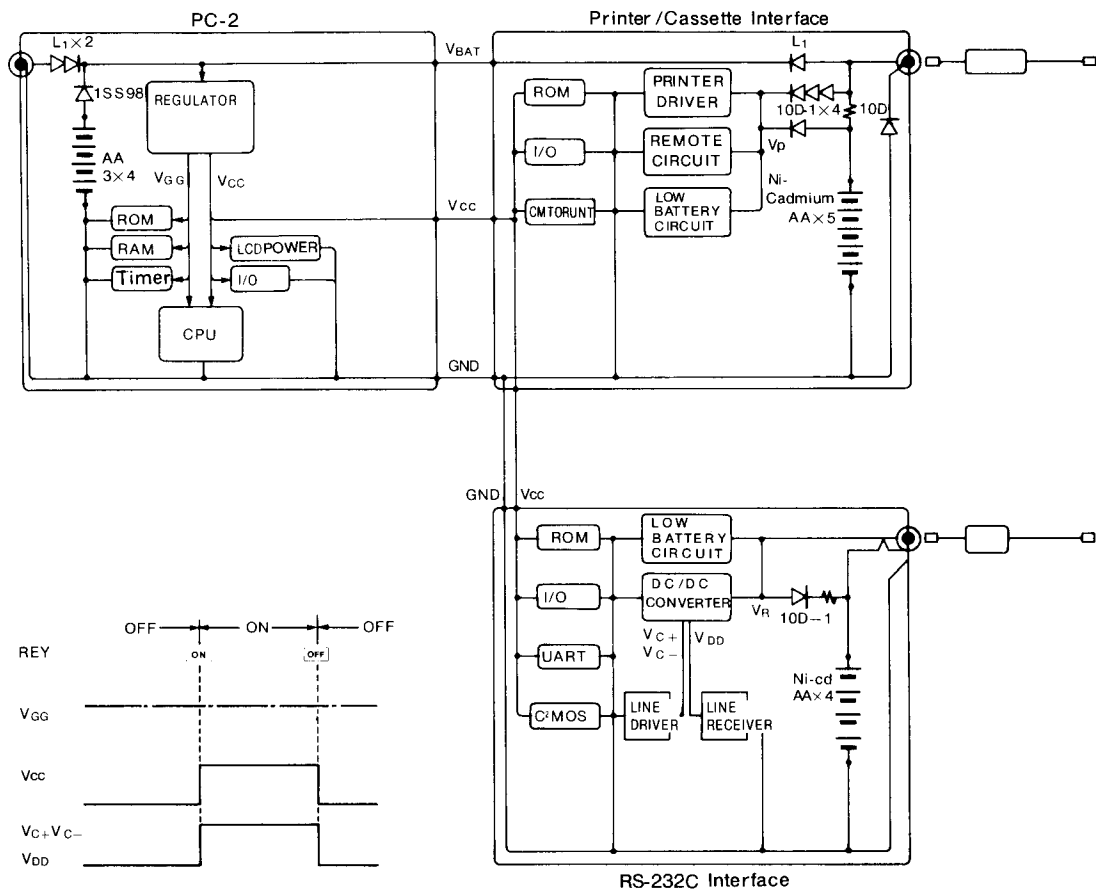 PC-2
Printer/Cassette Interface
L1×2
VBAT
L1
1SS98
REGULATOR
AA
3×4
VGG
VCC
ROM
RAM
Timer
LCDPOWER
I/O
CPU
Vcc
GND
ROM
I/O
CMTORUNT
PRINTER
DRIVER
REMOTE
CIRCUIT
LOW
BATTERY
CIRCUIT
10D-1×4
10D
Vp
Ni-
Cadmium
AA×5
GND
Vcc
ROM
I/O
UART
C²MOS
LOW
BATTERY
CIRCUIT
DC/DC
CONVERTER
VR
10D-1
VC+
VC-
VDD
LINE
DRIVER
LINE
RECEIVER
Ni-cd
AA×4
RS-232C Interface
OFF
ON
OFF
REY
ON
OFF
VGG
Vcc
VC+VC-
VDD